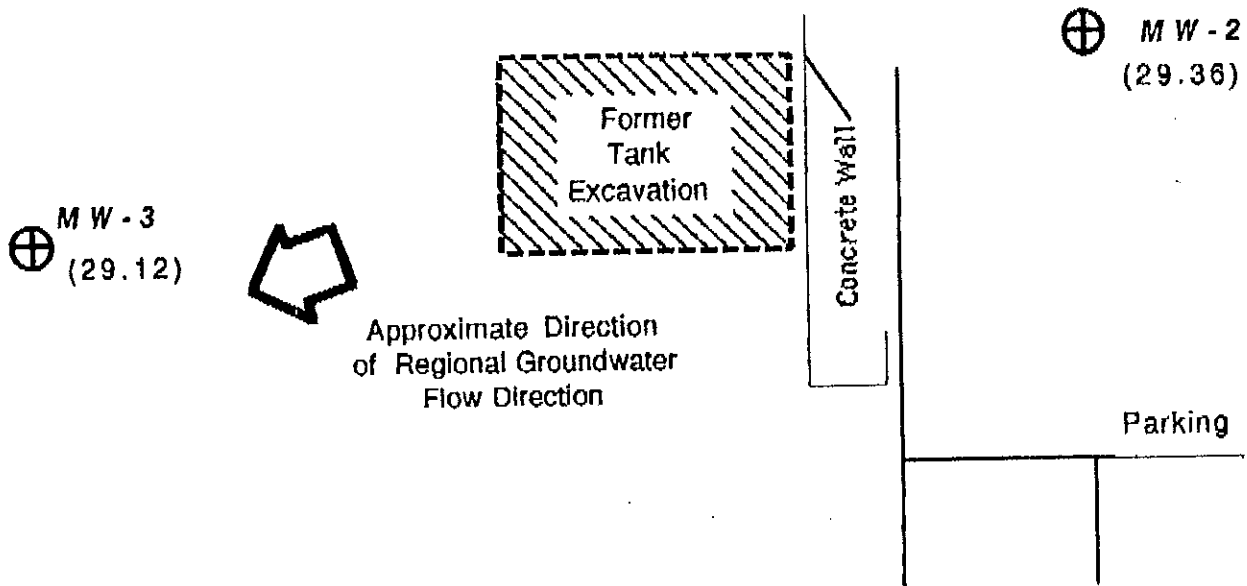 MW-2
(29.36)
Former
Tank
Excavation
Concrete Wall
MW-3
(29.12)
Approximate Direction
of Regional Groundwater
Flow Direction
Parking